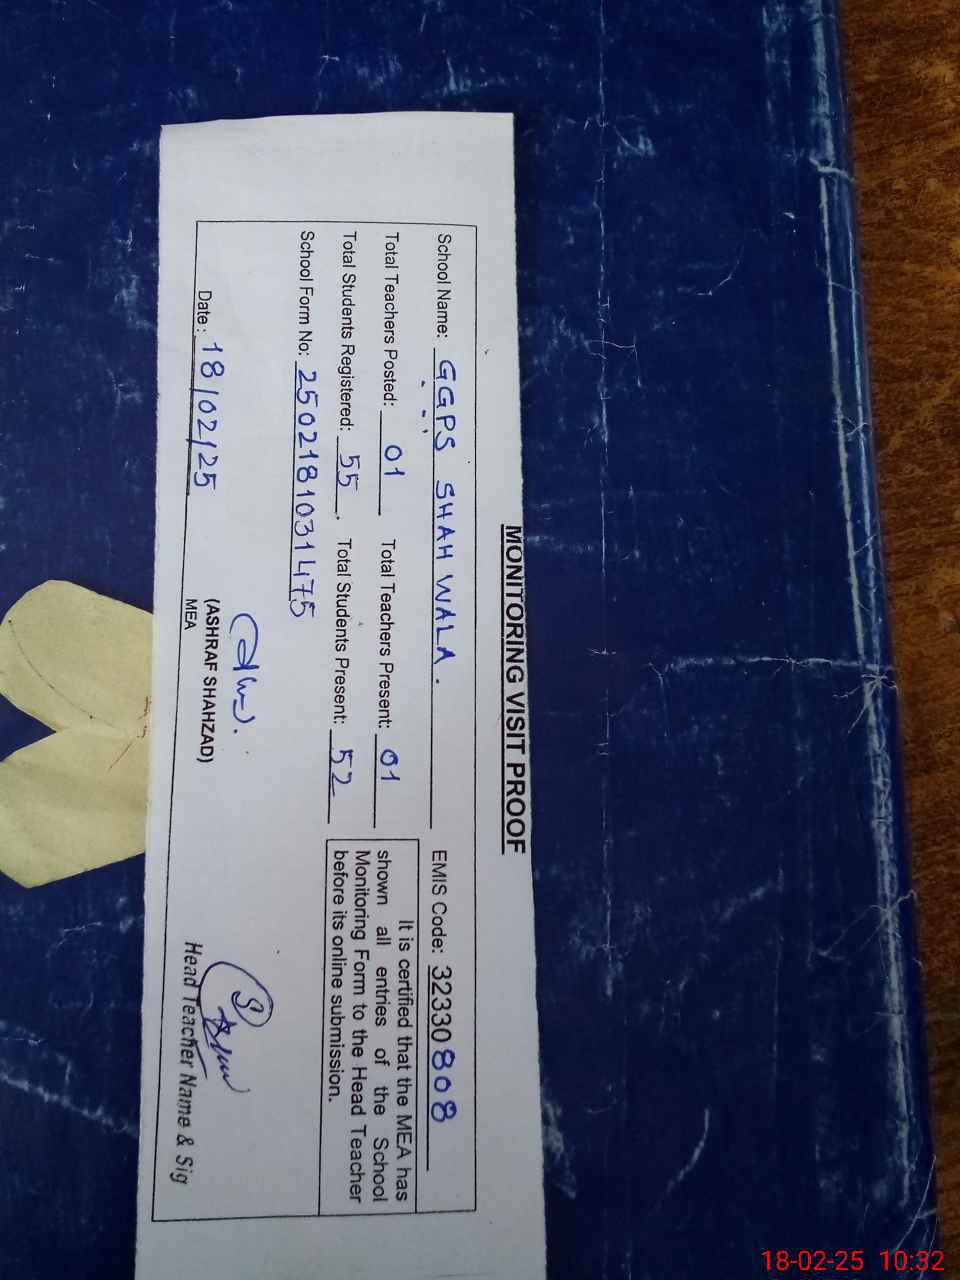 MONITORING VISIT PROOF
School Name: GGPS SHAH WALA. EMIS Code: 32330808
Total Teachers Posted: 01 Total Teachers Present: 01
Total Students Registered: 55. Total Students Present: 52
School Form No: 2502181031475
It is certified that the MEA has
shown all entries of the School
Monitoring Form to the Head Teacher
before its online submission.
Date: 18/02/25
(ASHRAF SHAHZAD)
MEA
Head Teacher Name & Sig
18-02-25 10:32